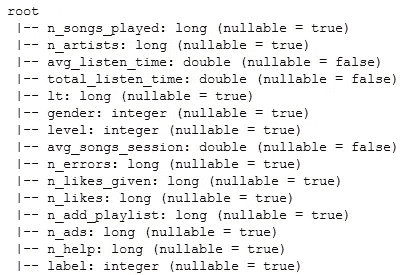 root
 |-- n_songs_played: long (nullable = true)
 |-- n_artists: long (nullable = true)
 |-- avg_listen_time: double (nullable = false)
 |-- total_listen_time: double (nullable = false)
 |-- lt: long (nullable = true)
 |-- gender: integer (nullable = true)
 |-- level: integer (nullable = true)
 |-- avg_songs_session: double (nullable = false)
 |-- n_errors: long (nullable = true)
 |-- n_likes_given: long (nullable = true)
 |-- n_likes: long (nullable = true)
 |-- n_add_playlist: long (nullable = true)
 |-- n_ads: long (nullable = true)
 |-- n_help: long (nullable = true)
 |-- label: integer (nullable = true)